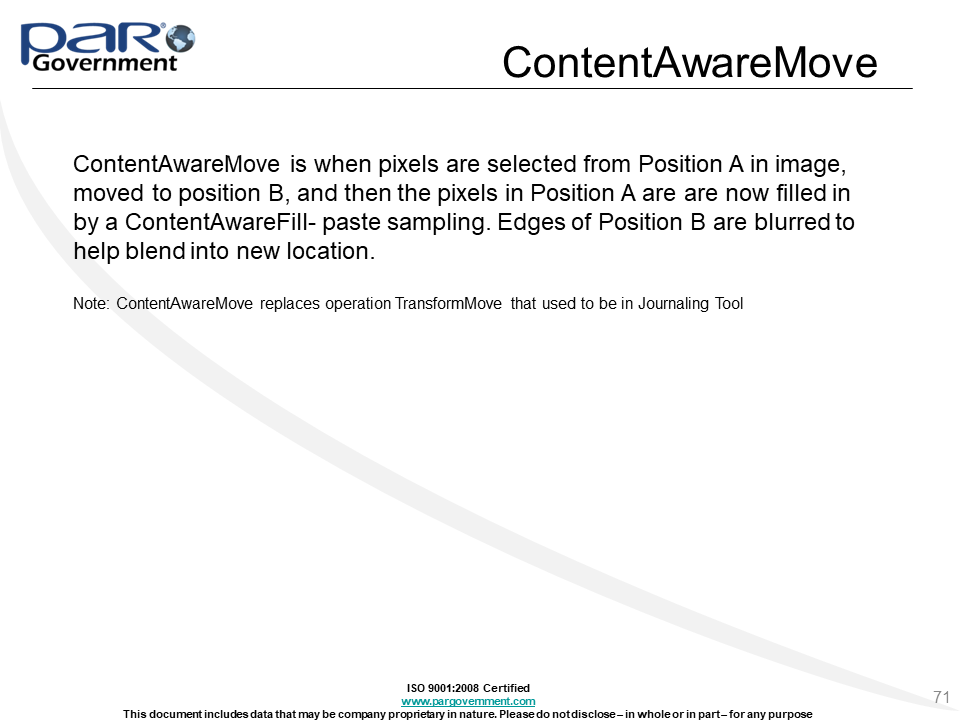 PAR®
Government
ContentAwareMove
ContentAwareMove is when pixels are selected from Position A in image,
moved to position B, and then the pixels in Position A are are now filled in
by a ContentAwareFill- paste sampling. Edges of Position B are blurred to
help blend into new location.
Note: ContentAwareMove replaces operation TransformMove that used to be in Journaling Tool
ISO 9001:2008 Certified
www.pargovernment.com
This document includes data that may be company proprietary in nature. Please do not disclose – in whole or in part – for any purpose
71